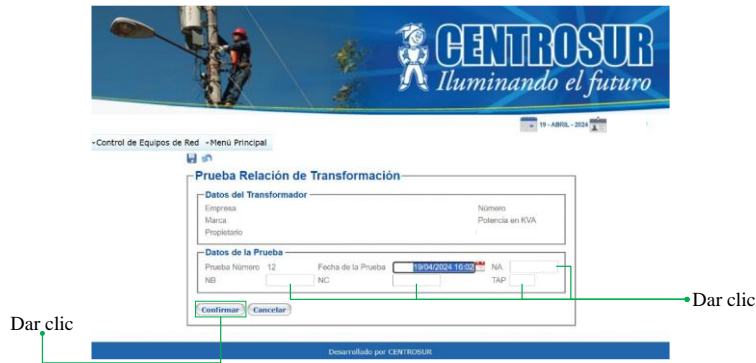 CENTROSUR
Iluminando el futuro
19 - ABRIL - 2024
Control de Equipos de Red Menú Principal
Prueba Relación de Transformación
Datos del Transformador
Empresa Número
Marca Potencia en KVA
Propietario
Datos de la Prueba
Prueba Número 12 Fecha de la Prueba 19/04/2024 16:02 NA
NB NC TAP
Dar clic
Confirmar Cancelar
Dar clic
Desarrollado por CENTROSUR